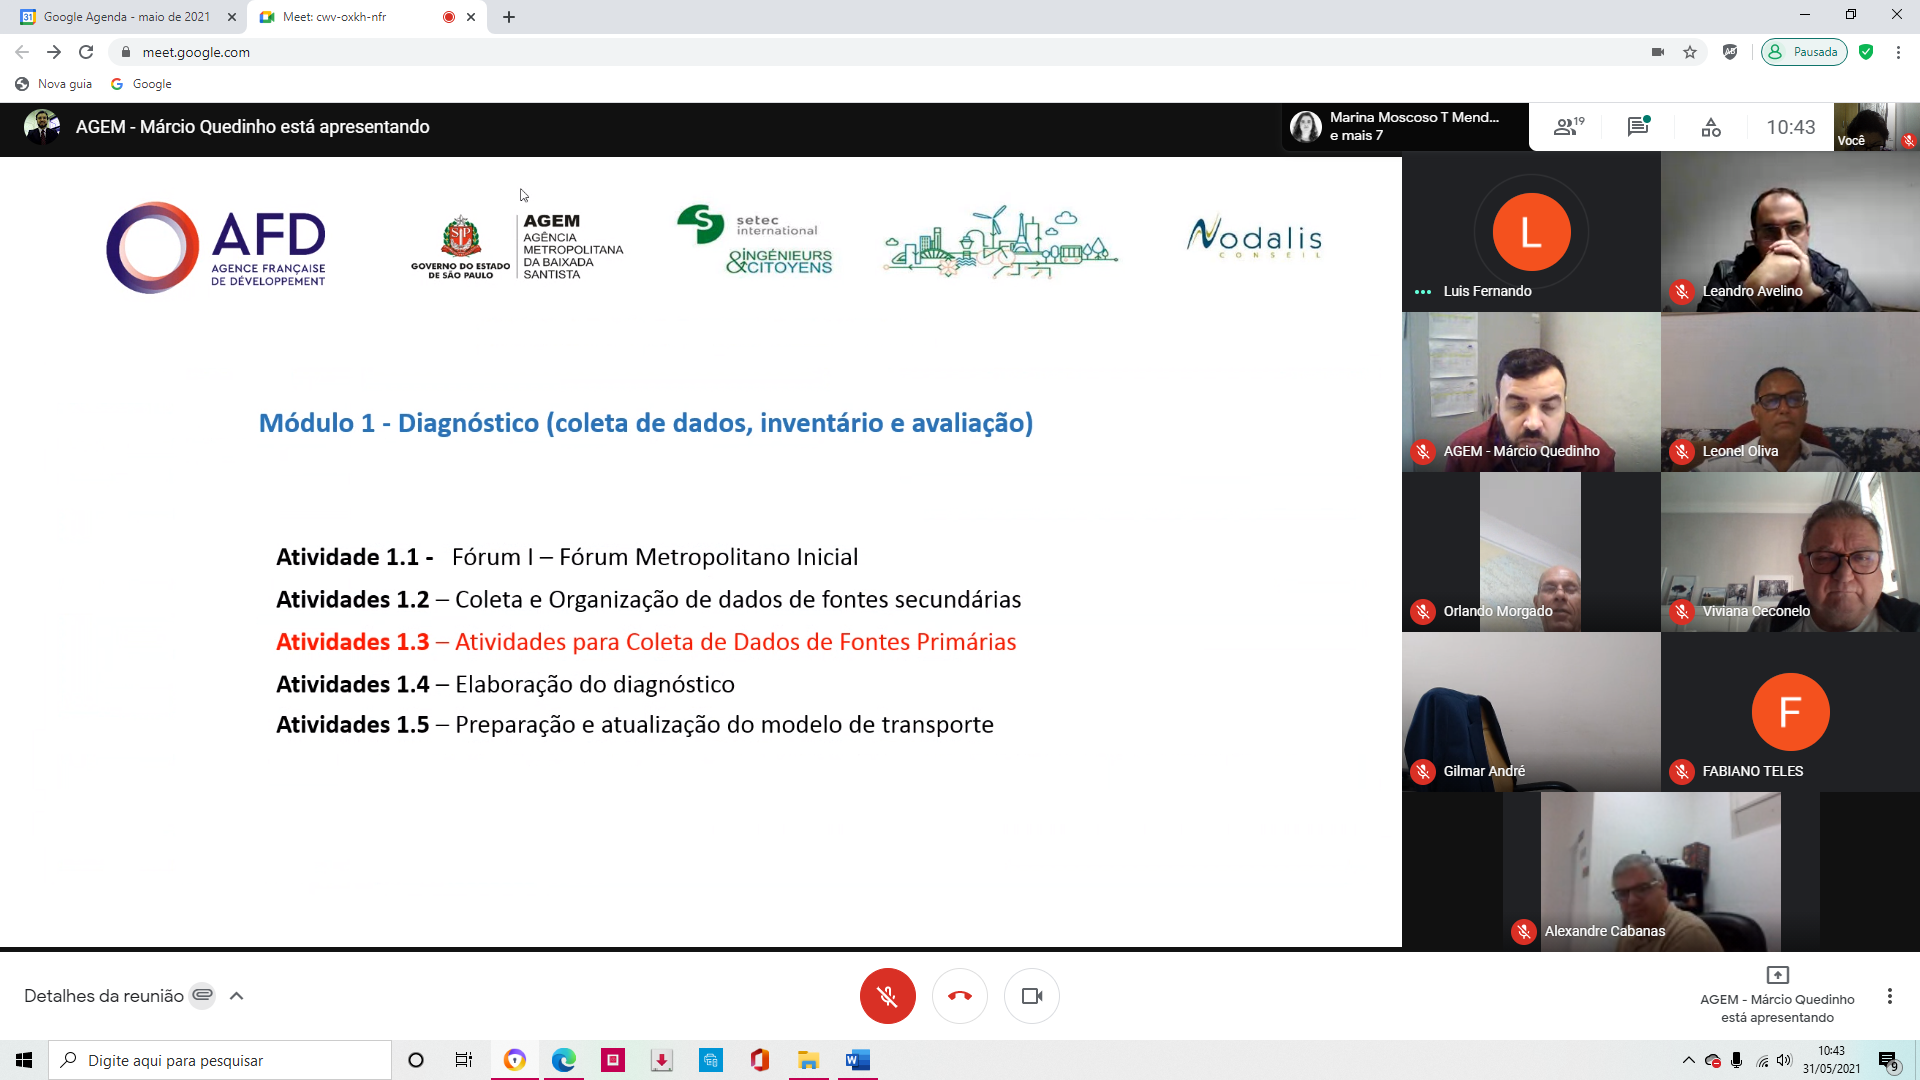 Google Agenda - maio de 2021
Meet: cwv-oxkh-nfr
meet.google.com
Pausada
Nova guia
Google
AGEM - Márcio Quedinho está apresentando
Marina Moscoso T Mend...
e mais 7
19
10:43
Você
AFD
AGENCE FRANÇAISE
DE DÉVELOPPEMENT
GOVERNO DO ESTADO
DE SÃO PAULO
AGEM
AGÊNCIA
METROPOLITANA
DA BAIXADA
SANTISTA
setec
international
INGÉNIEURS
&CITOYENS
Nodalis
CONSEIL
Módulo 1 - Diagnóstico (coleta de dados, inventário e avaliação)
Atividade 1.1 - Fórum I – Fórum Metropolitano Inicial
Atividades 1.2 – Coleta e Organização de dados de fontes secundárias
Atividades 1.3 – Atividades para Coleta de Dados de Fontes Primárias
Atividades 1.4 – Elaboração do diagnóstico
Atividades 1.5 – Preparação e atualização do modelo de transporte
L
Luis Fernando
Leandro Avelino
AGEM - Márcio Quedinho
Leonel Oliva
Orlando Morgado
Viviana Ceconelo
Gilmar André
F
FABIANO TELES
Alexandre Cabanas
Detalhes da reunião
AGEM - Márcio Quedinho
está apresentando
Digite aqui para pesquisar
10:43
31/05/2021
9